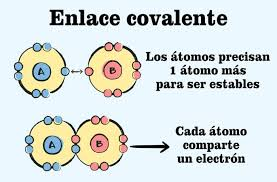 Enlace covalente
A
B
Los átomos precisan
1 átomo más
para ser estables
A
B
Cada átomo
comparte
un electrón